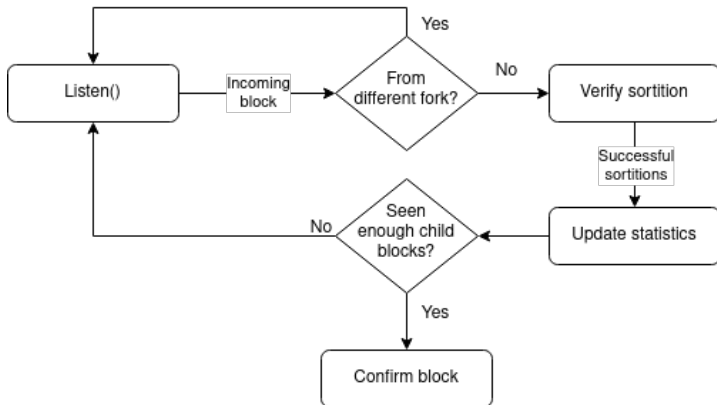 Yes
Listen()
Incoming
block
From
different fork?
No
Verify sortition
Successful
sortitions
Seen
enough child
blocks?
No
Update statistics
Yes
Confirm block